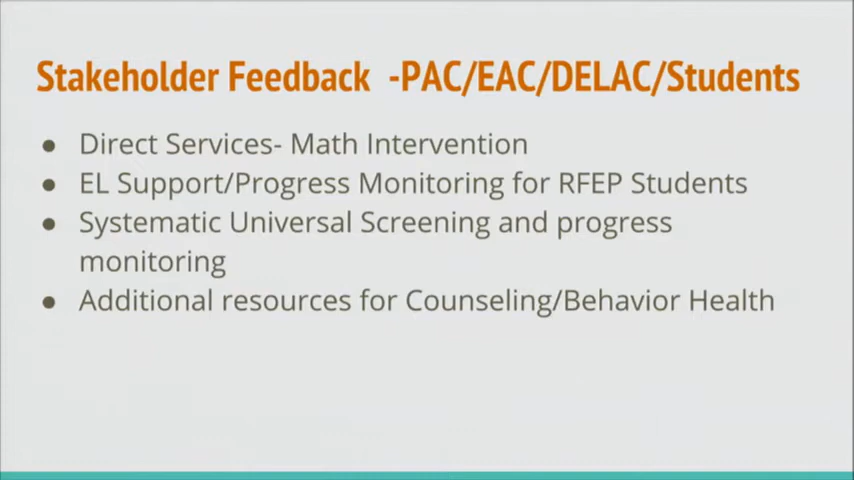 Stakeholder Feedback -PAC/EAC/DELAC/Students
● Direct Services- Math Intervention
● EL Support/Progress Monitoring for RFEP Students
● Systematic Universal Screening and progress
monitoring
● Additional resources for Counseling/Behavior Health